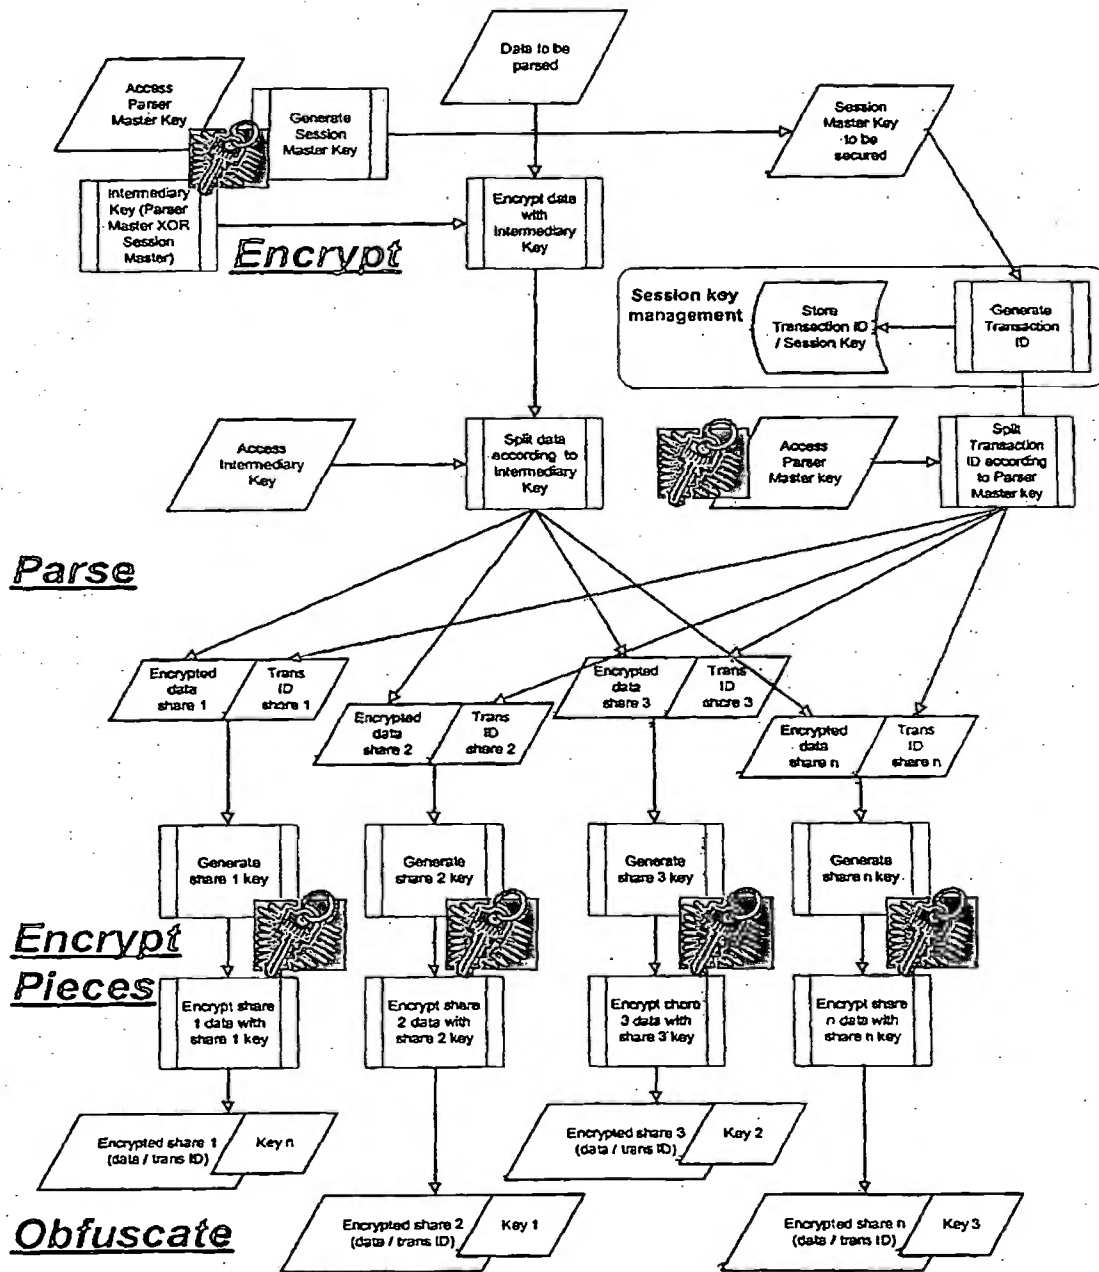 Data to be
parsed
Access
Parser
Master Key
Generate
Session
Master Key
Session
Master Key
to be
secured
Intermediary
Key (Parser
Master XOR
Session
Master)
Encrypt data
with
Intermediary
Key
Encrypt
Session key
management
Store
Transaction ID
/ Session Key
Generate
Transaction
ID
Access
Intermediary
Key
Split data
according to
Intermediary
Key
Access
Parser
Master key
Split
Transaction
ID according
to Parser
Master key
Parse
Encrypted
data
share 1
Trans
ID
share 1
Encrypted
data
share 2
Trans
ID
share 2
Encrypted
data
share 3
Trans
ID
share 3
Encrypted
data
share n
Trans
ID
share n
Generate
share 1 key
Generate
share 2 key
Generate
share 3 key
Generate
share n key
Encrypt
Pieces
Encrypt share
1 data with
share 1 key
Encrypt share
2 data with
share 2 key
Encrypt share
3 data with
share 3 key
Encrypt share
n data with
share n key
Encrypted share 1
(data / trans ID)
Key n
Encrypted share 3
(data / trans ID)
Key 2
Obfuscate
Encrypted share 2
(data / trans ID)
Key 1
Encrypted share n
(data / trans ID)
Key 3